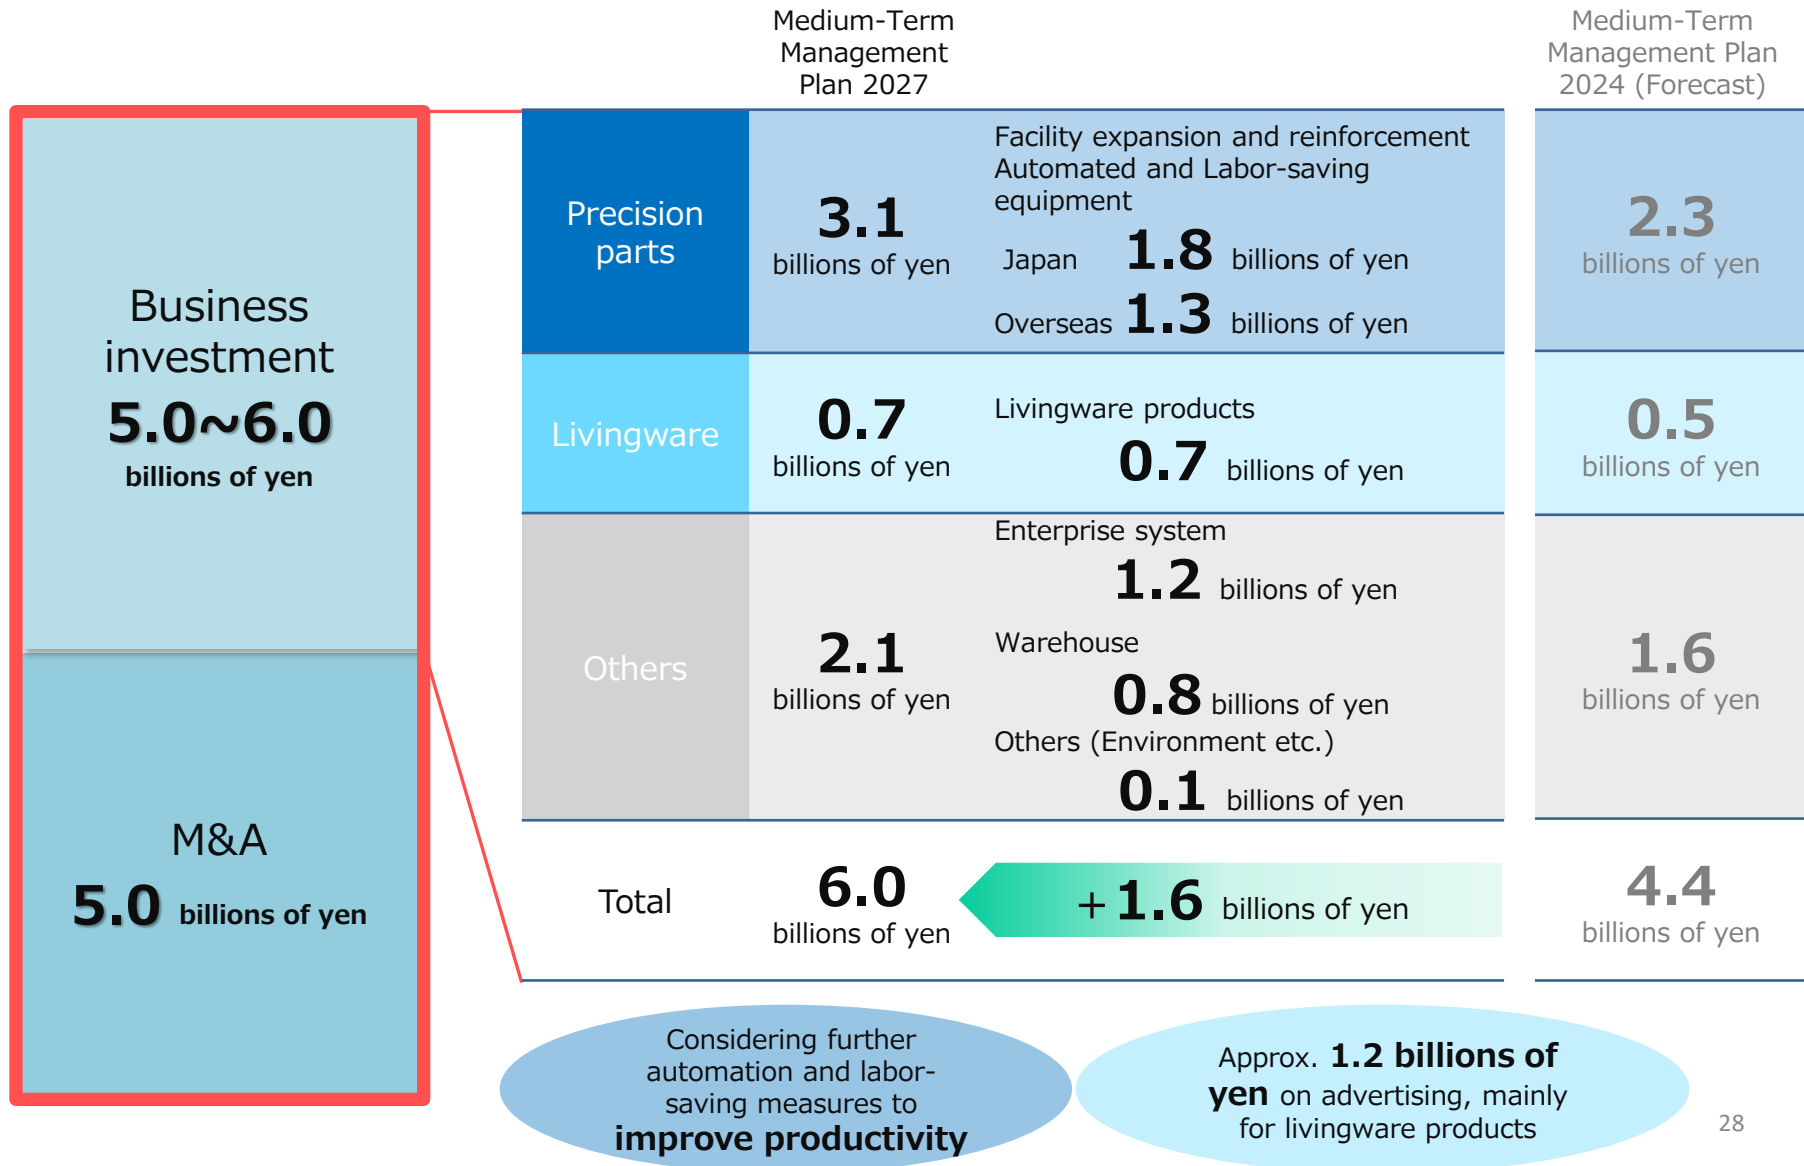 Medium-Term
Management
Plan 2027
Medium-Term
Management Plan
2024 (Forecast)
Business
investment
5.0~6.0
billions of yen
M&A
5.0 billions of yen
Precision
parts
3.1
billions of yen
Facility expansion and reinforcement
Automated and Labor-saving
equipment
Japan 1.8 billions of yen
Overseas 1.3 billions of yen
2.3
billions of yen
Livingware
0.7
billions of yen
Livingware products
0.7 billions of yen
0.5
billions of yen
Others
2.1
billions of yen
Enterprise system
1.2 billions of yen
Warehouse
0.8 billions of yen
Others (Environment etc.)
0.1 billions of yen
1.6
billions of yen
Total
6.0
billions of yen
+1.6 billions of yen
4.4
billions of yen
Considering further
automation and labor-
saving measures to
improve productivity
Approx. 1.2 billions of
yen on advertising, mainly
for livingware products
28